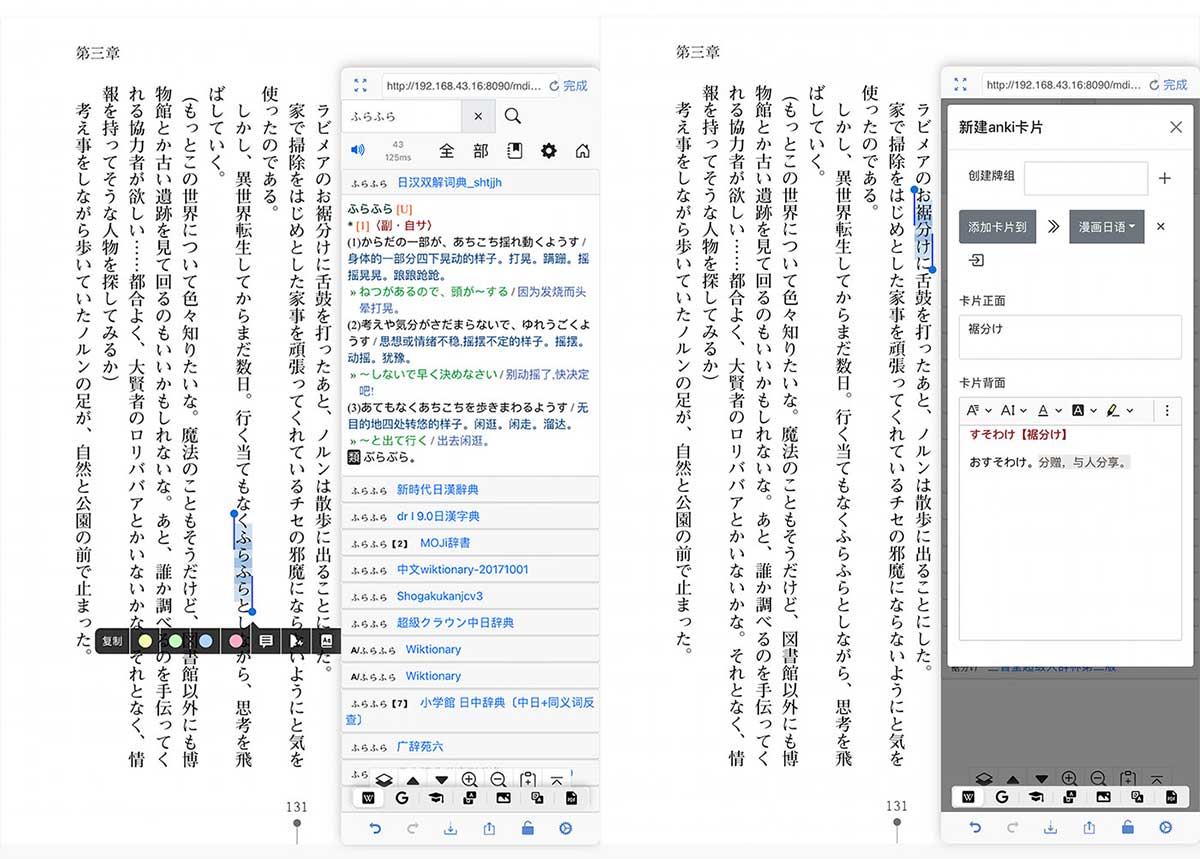 第三章
ラビメアのお裾分けに舌鼓を打ったあと、ノルンは散歩に出ることにした。
家で掃除をはじめとした家事を頑張ってくれているチセの邪魔にならないようにと気を
使ったのである。
しかし、異世界転生してからまだ数日。行く当てもなくふらふらとしながら、思考を飛
ばしていく。
(もっとこの世界について色々知りたいな。魔法のこともそうだけど、図書館以外にも博
物館とか古い遺跡を見て回るのもいいかもしれないな。あと、誰か調べるのを手伝ってく
れる協力者が欲しい……都合よく、大賢者のロリババアとかいないかな。それとなく、情
報を持ってそうな人物を探してみるか)
考え事をしながら歩いていたノルンの足が、自然と公園の前で止まった。
复制
131
http://192.168.43.16:8090/mdi... 完成
ふらふら ×
43
125ms
全 部
ふらふら 日汉双解词典_shtjjh
ふらふら [U]
* [1]（副・自サ）
(1)からだの一部が、あちこち揺れ動くようす /
身体的一部分四下晃动的样子。打晃。蹒跚。摇
摇晃晃。踉踉跄跄。
» ねつがあるので、頭が〜する / 因为发烧而头
晕打晃。
(2)考えや気分がさだまらないで、ゆれうごくよ
うす / 思想或情绪不稳,摇摆不定的样子。摇摆。
动摇。犹豫。
» 〜しないで早く決めなさい / 别动摇了,快决定
吧!
(3)あてもなくあちこちを歩きまわるようす / 无
目的地四处转悠的样子。闲逛。闲走。溜达。
» 〜と出て行く / 出去闲逛。
類 ぶらぶら。
ふらふら 新時代日漢辭典
ふらふら dr l 9.0日漢字典
ふらふら【2】 MOJi辞書
ふらふら 中文wiktionary-20171001
ふらふら Shogakukanjcv3
ふらふら 超級クラウン中日辞典
A/ふらふら Wiktionary
A/ふらふら Wiktionary
ふらふら【7】 小学館 日中辞典〔中日+同义词反
查〕
ふらふら 广辞苑六
ふら
第三章
ラビメアのお裾分けに舌鼓を打ったあと、ノルンは散歩に出ることにした。
家で掃除をはじめとした家事を頑張ってくれているチセの邪魔にならないようにと気を
使ったのである。
しかし、異世界転生してからまだ数日。行く当てもなくふらふらとしながら、思考を飛
ばしていく。
(もっとこの世界について色々知りたいな。魔法のこともそうだけど、図書館以外にも博
物館とか古い遺跡を見て回るのもいいかもしれないな。あと、誰か調べるのを手伝ってく
れる協力者が欲しい……都合よく、大賢者のロリババアとかいないかな。それとなく、情
報を持ってそうな人物を探してみるか)
考え事をしながら歩いていたノルンの足が、自然と公園の前で止まった。
131
http://192.168.43.16:8090/mdi... 完成
新建anki卡片 ×
创建牌组 +
添加卡片到 » 漫画日语 ×
卡片正面
裾分け
卡片背面
すそわけ【裾分け】
おすそわけ。分赠，与人分享。